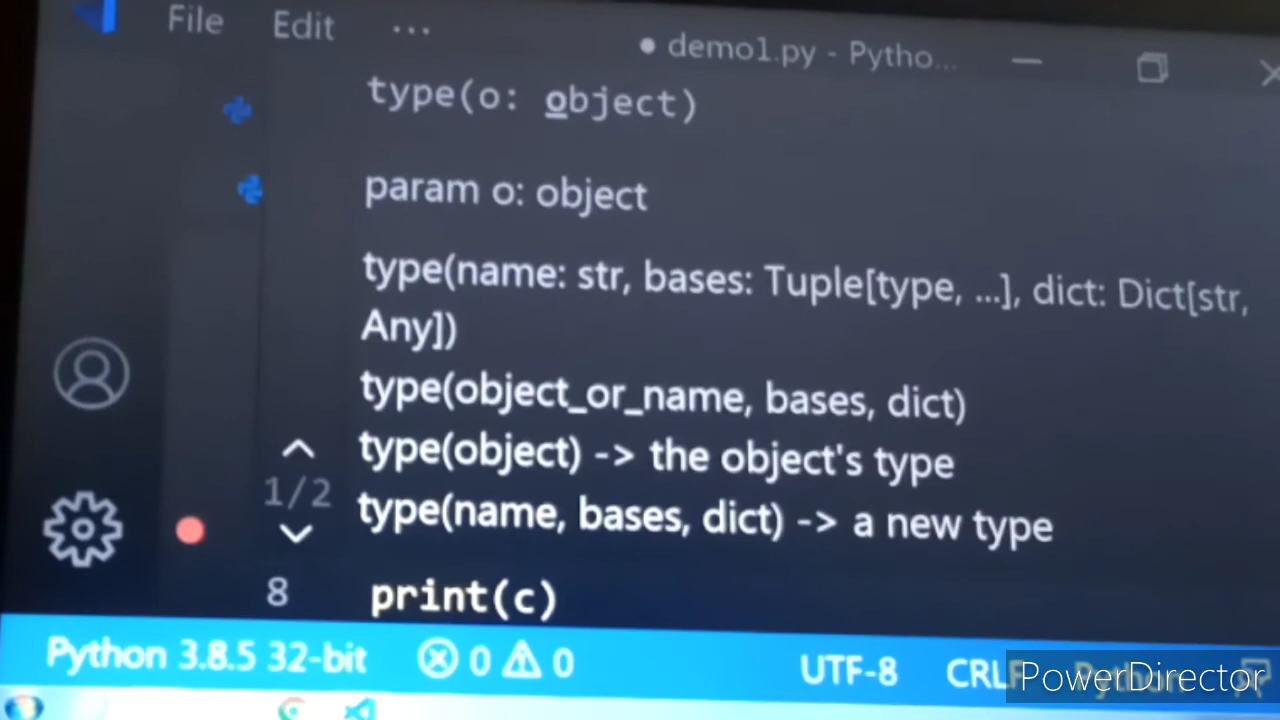 File Edit ...
● demo1.py - Pytho...
type(o: object)
param o: object
type(name: str, bases: Tuple[type, ...], dict: Dict[str,
Any])
type(object_or_name, bases, dict)
type(object) -> the object's type
1/2
type(name, bases, dict) -> a new type
8 print(c)
Python 3.8.5 32-bit 0 0 UTF-8 CRLF Python
PowerDirector